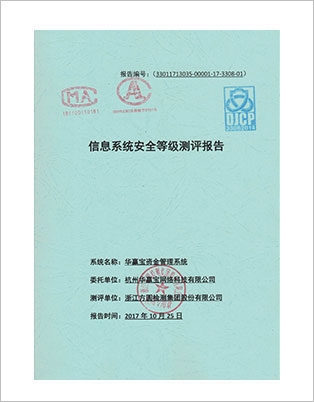 报告编号：（33011713035-00001-17-3308-01）
MA
DJCP
信息系统安全等级测评报告
系统名称：华赢宝资金管理系统
委托单位：杭州华赢宝网络科技有限公司
测评单位：浙江方圆检测集团股份有限公司
报告时间：2017 年 10 月 25 日